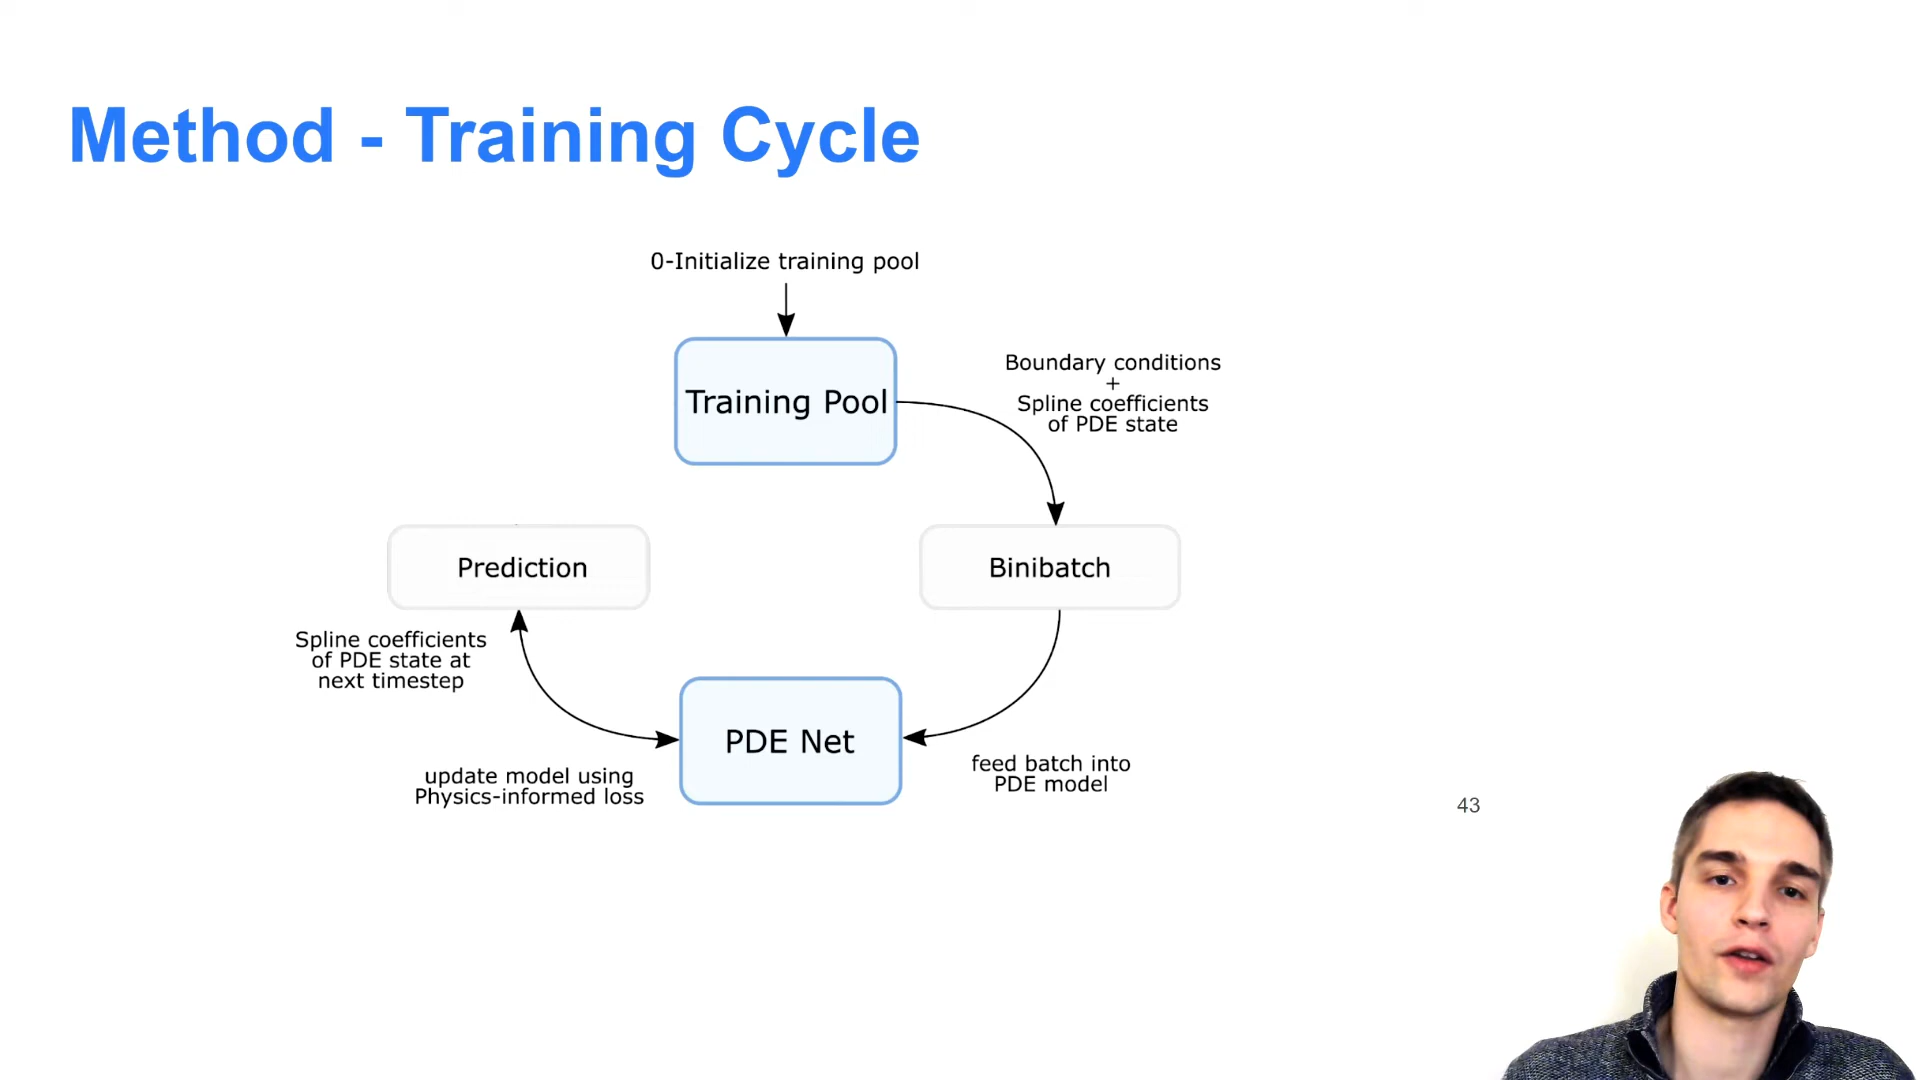 Method - Training Cycle
0-Initialize training pool
Training Pool
Boundary conditions
+
Spline coefficients
of PDE state
Prediction
Binibatch
Spline coefficients
of PDE state at
next timestep
PDE Net
update model using
Physics-informed loss
feed batch into
PDE model
43